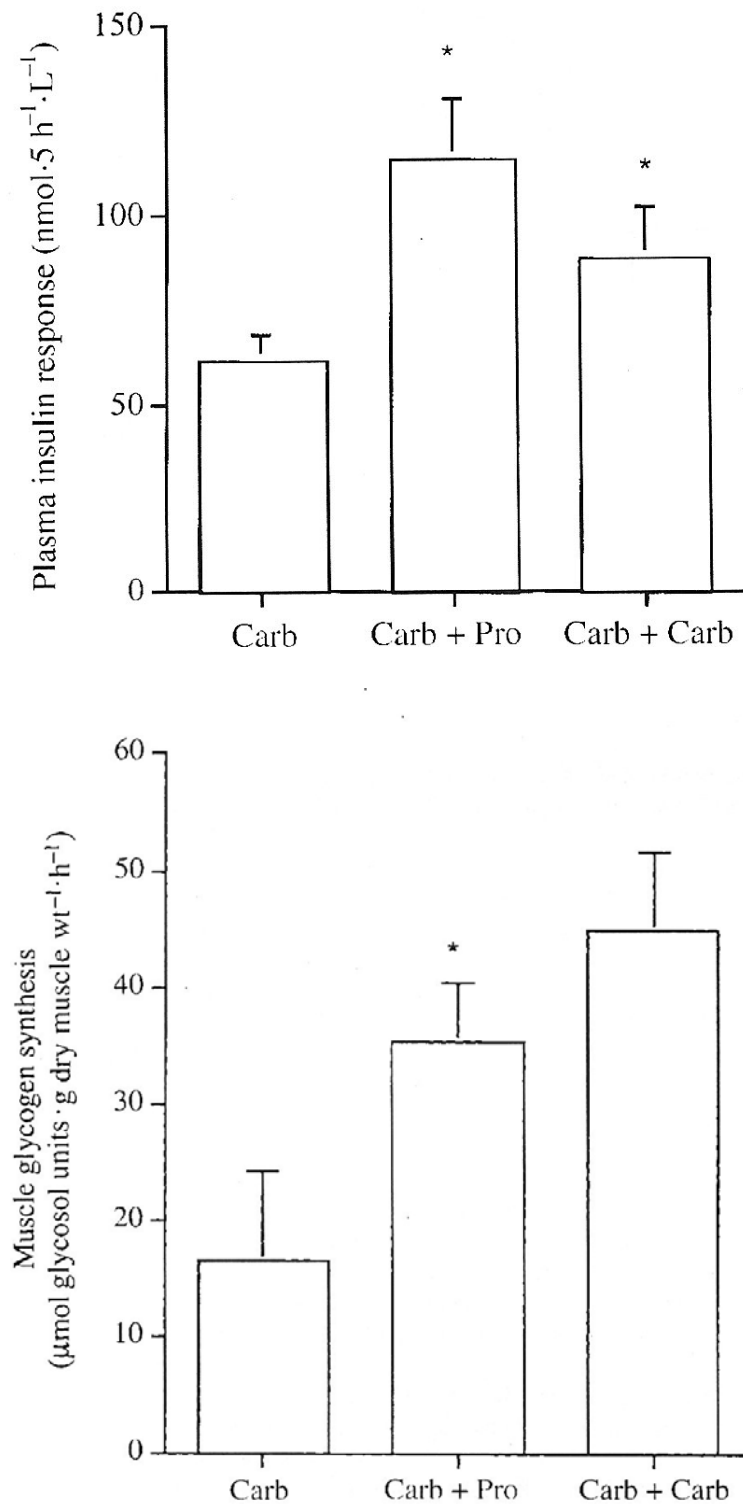 Plasma insulin response (nmol·5 h⁻¹·L⁻¹)
150
100
50
0
*
*
Carb
Carb + Pro
Carb + Carb
Muscle glycogen synthesis
(μmol glycosol units·g dry muscle wt⁻¹·h⁻¹)
60
50
40
30
20
10
0
*
Carb
Carb + Pro
Carb + Carb